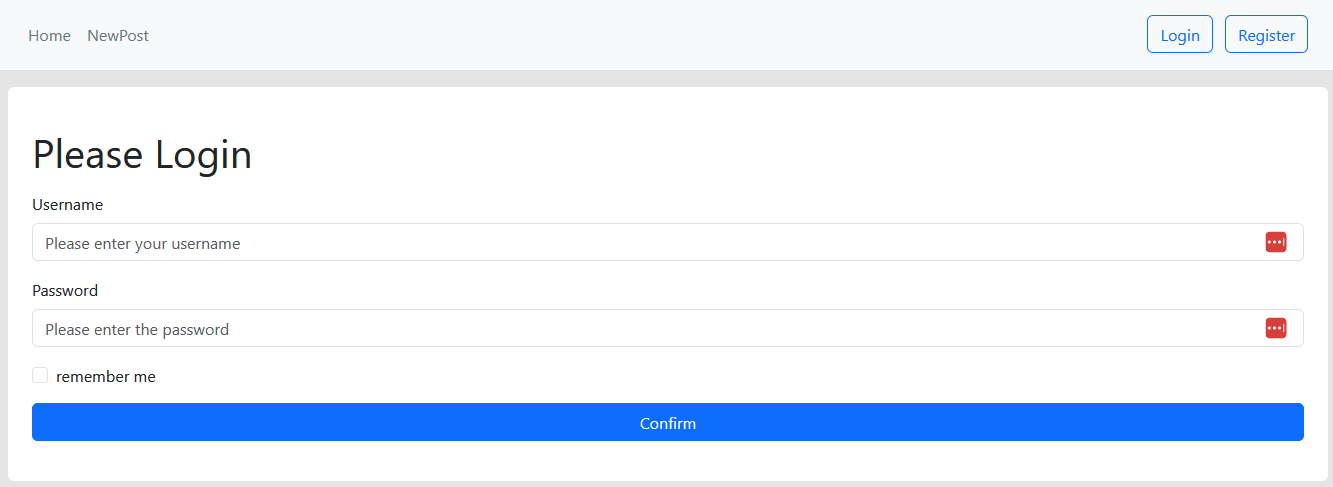 Home NewPost Login Register
Please Login
Username
Please enter your username
Password
Please enter the password
remember me
Confirm